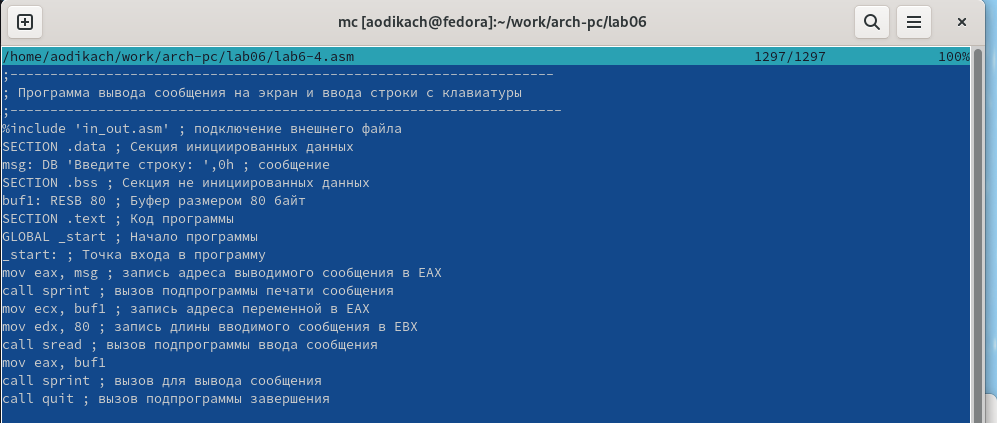 mc [aodikach@fedora]:~/work/arch-pc/lab06
/home/aodikach/work/arch-pc/lab06/lab6-4.asm 1297/1297 100%
;--------------------------------------------------------------------
; Программа вывода сообщения на экран и ввода строки с клавиатуры
;---------------------------------------------------------------------
%include 'in_out.asm' ; подключение внешнего файла
SECTION .data ; Секция инициированных данных
msg: DB 'Введите строку: ',0h ; сообщение
SECTION .bss ; Секция не инициированных данных
buf1: RESB 80 ; Буфер размером 80 байт
SECTION .text ; Код программы
GLOBAL _start ; Начало программы
_start: ; Точка входа в программу
mov eax, msg ; запись адреса выводимого сообщения в EAX
call sprint ; вызов подпрограммы печати сообщения
mov ecx, buf1 ; запись адреса переменной в EAX
mov edx, 80 ; запись длины вводимого сообщения в EBX
call sread ; вызов подпрограммы ввода сообщения
mov eax, buf1
call sprint ; вызов для вывода сообщения
call quit ; вызов подпрограммы завершения